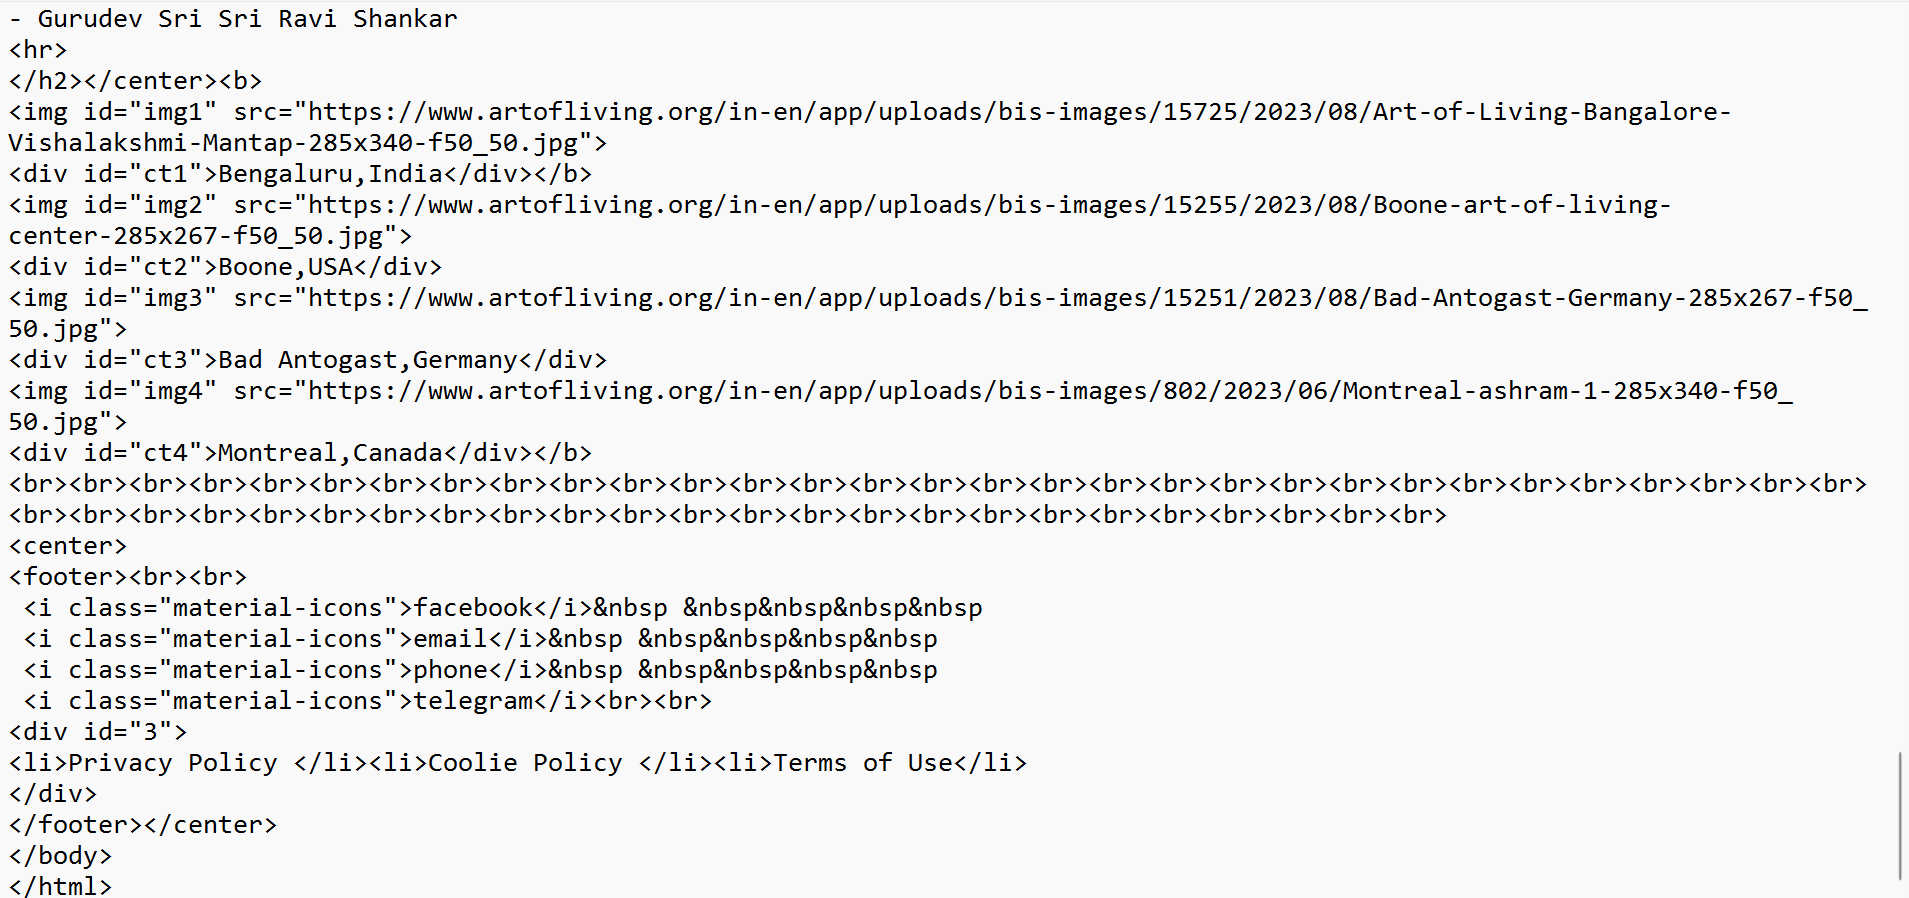 - Gurudev Sri Sri Ravi Shankar
<hr>
</h2></center><b>
<img id="img1" src="https://www.artofliving.org/in-en/app/uploads/bis-images/15725/2023/08/Art-of-Living-Bangalore-
Vishalakshmi-Mantap-285x340-f50_50.jpg">
<div id="ct1">Bengaluru,India</div></b>
<img id="img2" src="https://www.artofliving.org/in-en/app/uploads/bis-images/15255/2023/08/Boone-art-of-living-
center-285x267-f50_50.jpg">
<div id="ct2">Boone,USA</div>
<img id="img3" src="https://www.artofliving.org/in-en/app/uploads/bis-images/15251/2023/08/Bad-Antogast-Germany-285x267-f50_
50.jpg">
<div id="ct3">Bad Antogast,Germany</div>
<img id="img4" src="https://www.artofliving.org/in-en/app/uploads/bis-images/802/2023/06/Montreal-ashram-1-285x340-f50_
50.jpg">
<div id="ct4">Montreal,Canada</div></b>
<br><br><br><br><br><br><br><br><br><br><br><br><br><br><br><br><br><br><br><br><br><br><br><br><br><br><br><br><br><br><br>
<br><br><br><br><br><br><br><br><br><br><br><br><br><br><br><br><br><br><br><br><br><br><br><br>
<center>
<footer><br><br>
<i class="material-icons">facebook</i>&nbsp &nbsp&nbsp&nbsp&nbsp
<i class="material-icons">email</i>&nbsp &nbsp&nbsp&nbsp&nbsp
<i class="material-icons">phone</i>&nbsp &nbsp&nbsp&nbsp&nbsp
<i class="material-icons">telegram</i><br><br>
<div id="3">
<li>Privacy Policy </li><li>Coolie Policy </li><li>Terms of Use</li>
</div>
</footer></center>
</body>
</html>